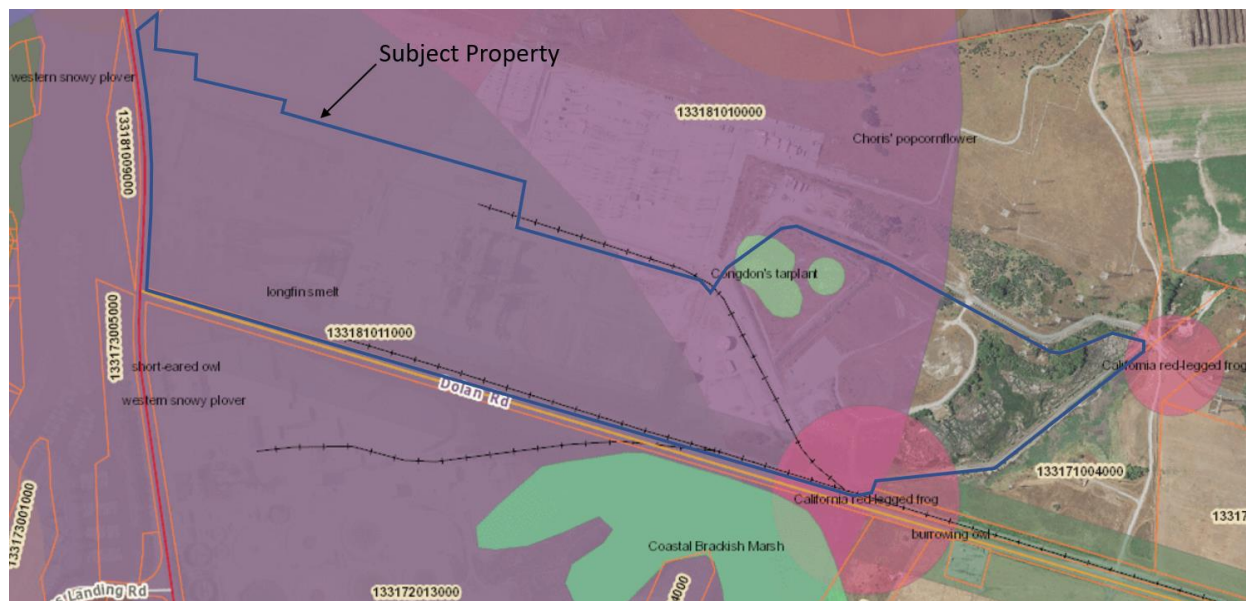 Subject Property
western snowy plover
133181009000
133181010000
Choris' popcornflower
Congdon's tarplant
longfin smelt
133181011000
133173005000
short-eared owl
western snowy plover
Dolan Rd
California red-legged frog
133171004000
California red-legged frog
burrowing owl
13317
133173001000
Coastal Brackish Marsh
4000
133172013000
Landing Rd